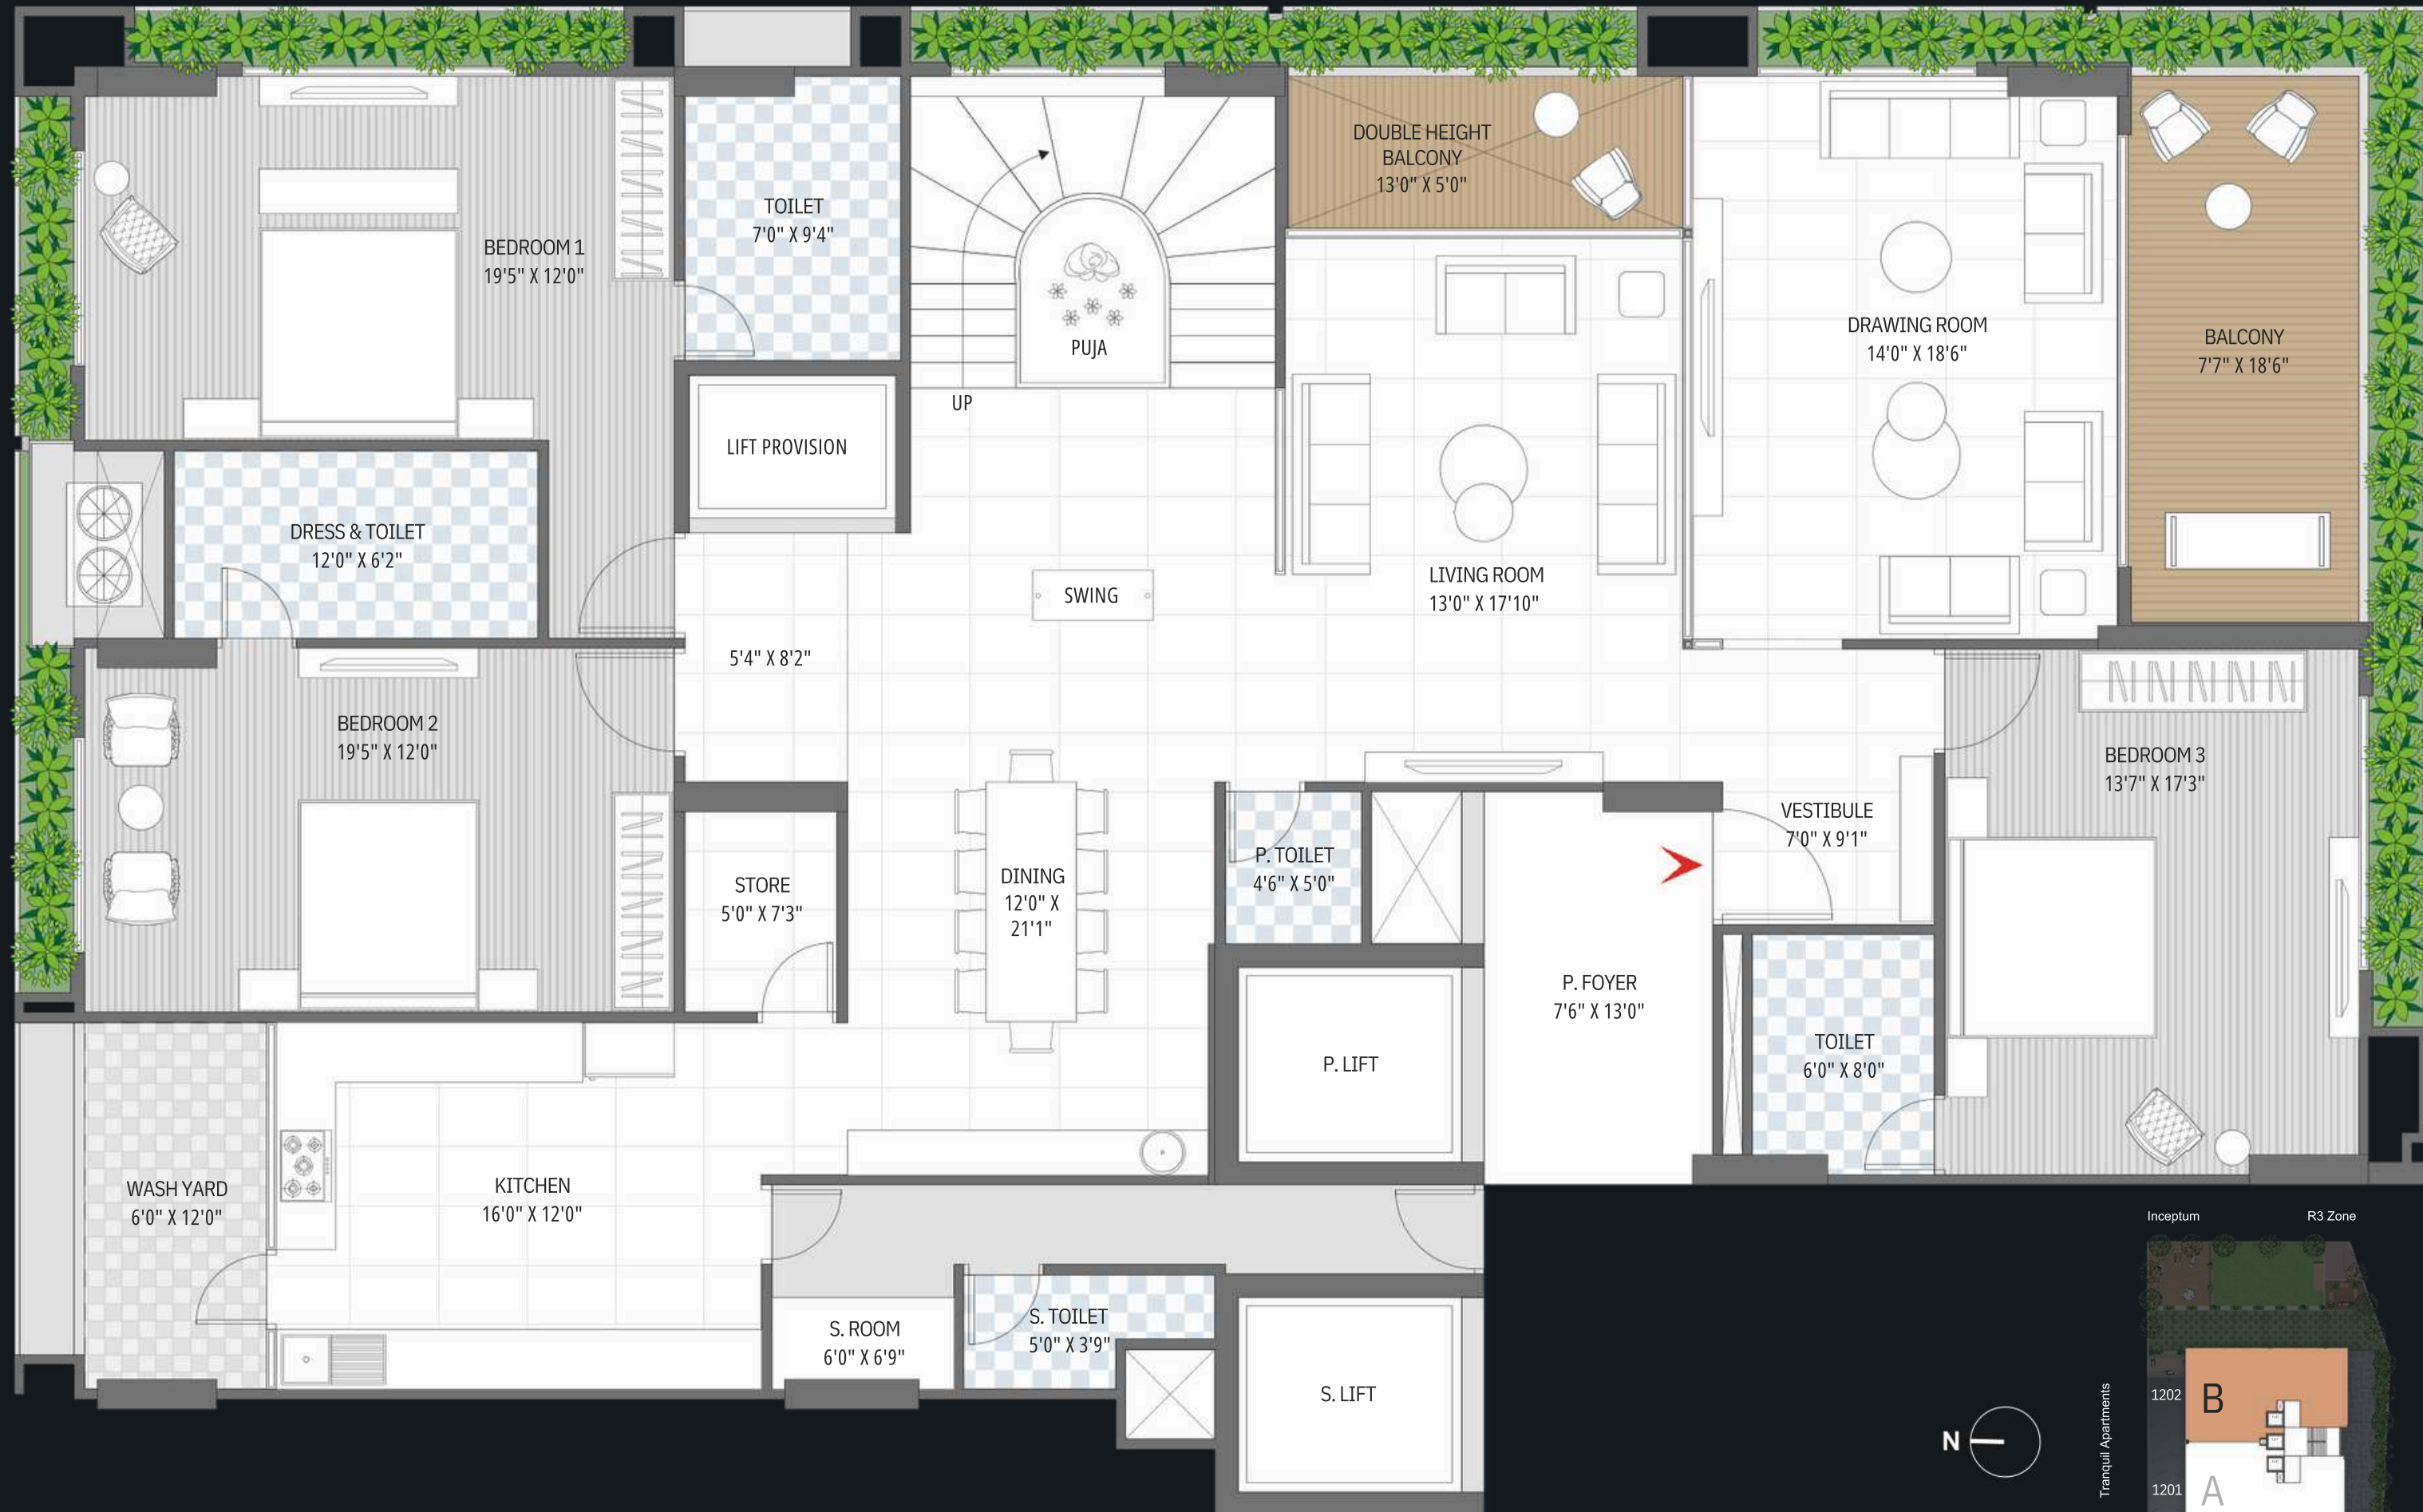 DOUBLE HEIGHT
BALCONY
13'0" X 5'0"
TOILET
7'0" X 9'4"
BEDROOM 1
19'5" X 12'0"
PUJA
UP
DRAWING ROOM
14'0" X 18'6"
BALCONY
7'7" X 18'6"
LIFT PROVISION
DRESS & TOILET
12'0" X 6'2"
SWING
LIVING ROOM
13'0" X 17'10"
5'4" X 8'2"
BEDROOM 2
19'5" X 12'0"
BEDROOM 3
13'7" X 17'3"
VESTIBULE
7'0" X 9'1"
P. TOILET
4'6" X 5'0"
STORE
5'0" X 7'3"
DINING
12'0" X
21'1"
P. FOYER
7'6" X 13'0"
P. LIFT
TOILET
6'0" X 8'0"
WASH YARD
6'0" X 12'0"
KITCHEN
16'0" X 12'0"
S. ROOM
6'0" X 6'9"
S. TOILET
5'0" X 3'9"
S. LIFT
Inceptum
R3 Zone
N
Tranquil Apartments
1202
B
1201
A